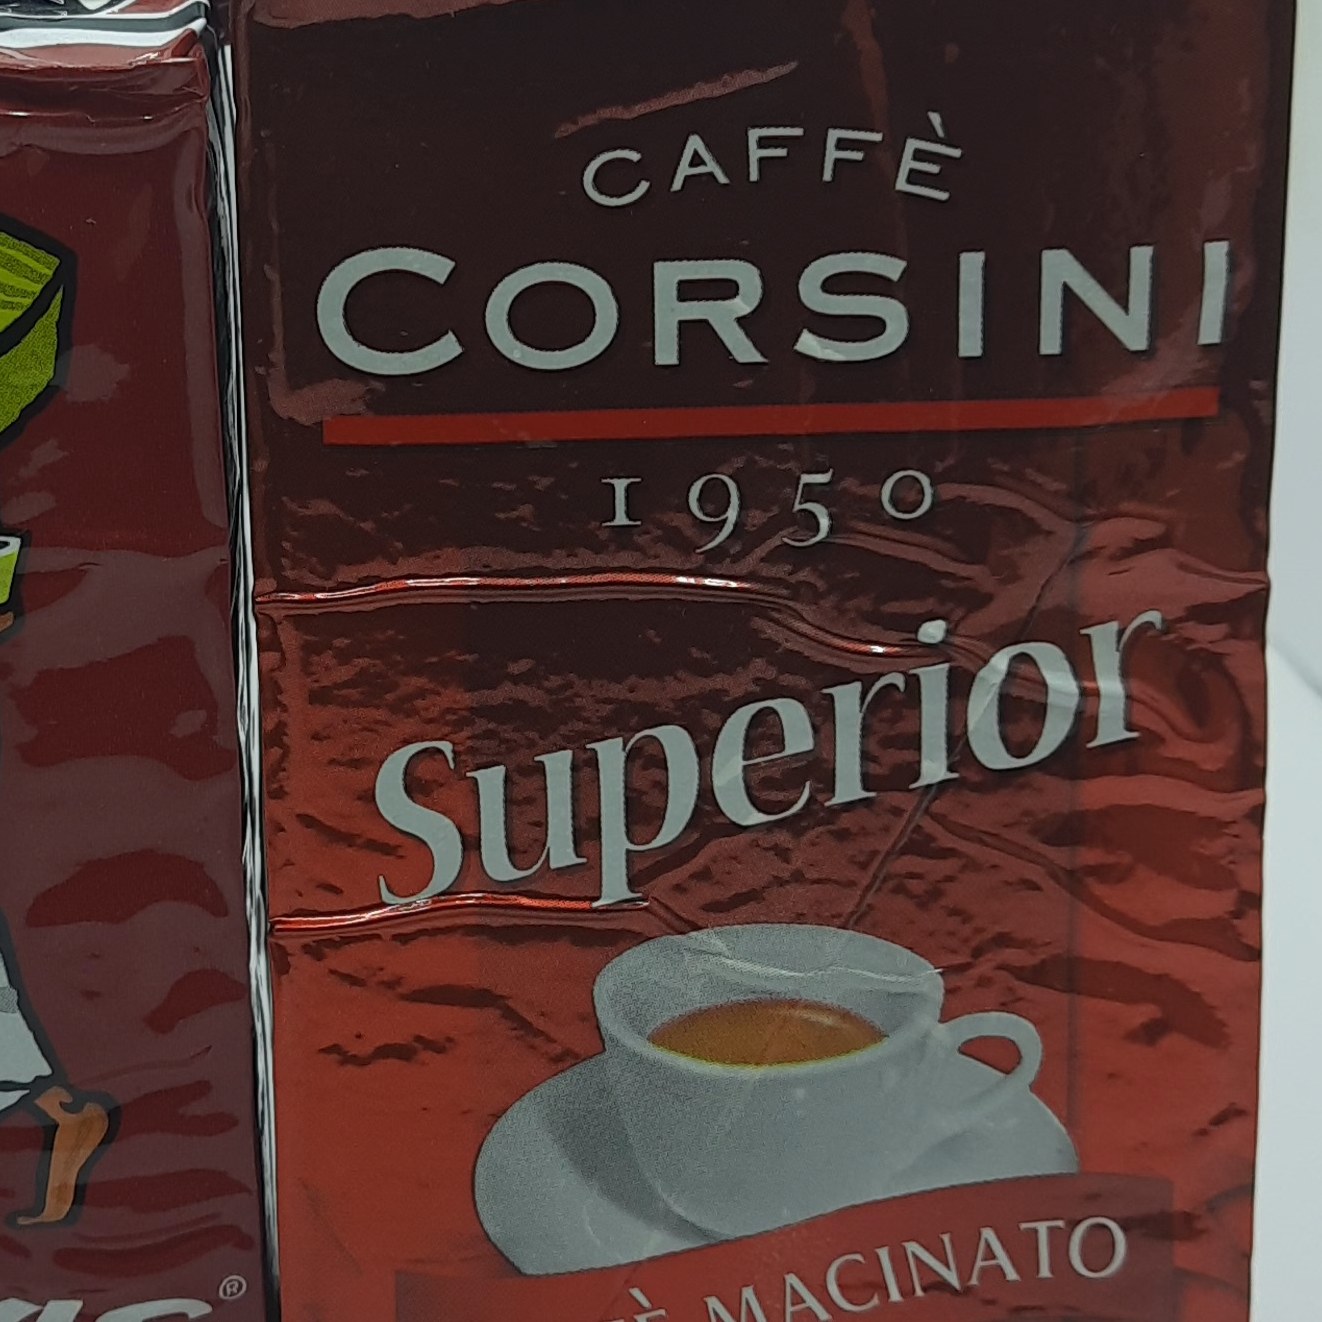 CAFFÈ
CORSINI
1950
Superior
MACINATO
®